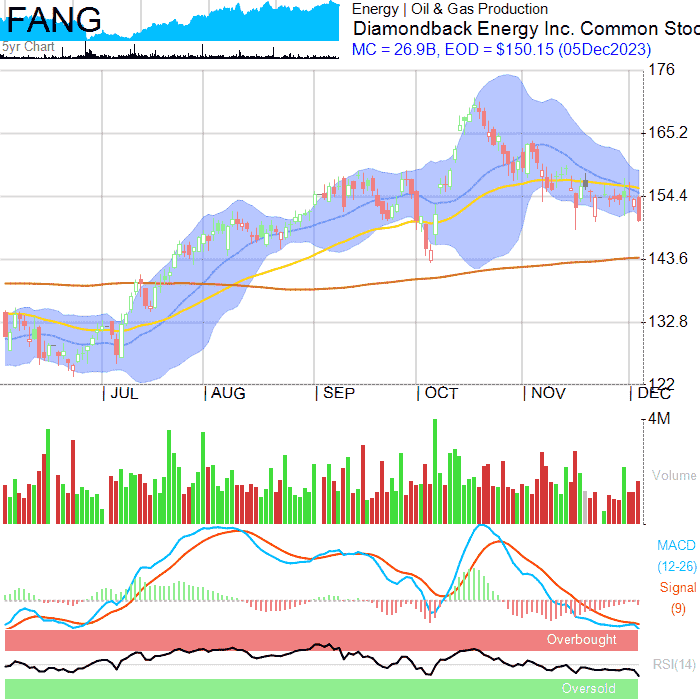 FANG
5yr Chart
Energy | Oil & Gas Production
Diamondback Energy Inc. Common Stoc
MC = 26.9B, EOD = $150.15 (05Dec2023)
176
165.2
154.4
143.6
132.8
122
JUL AUG SEP OCT NOV DEC
4M
Volume
MACD
(12-26)
Signal
(9)
Overbought
RSI(14)
Oversold